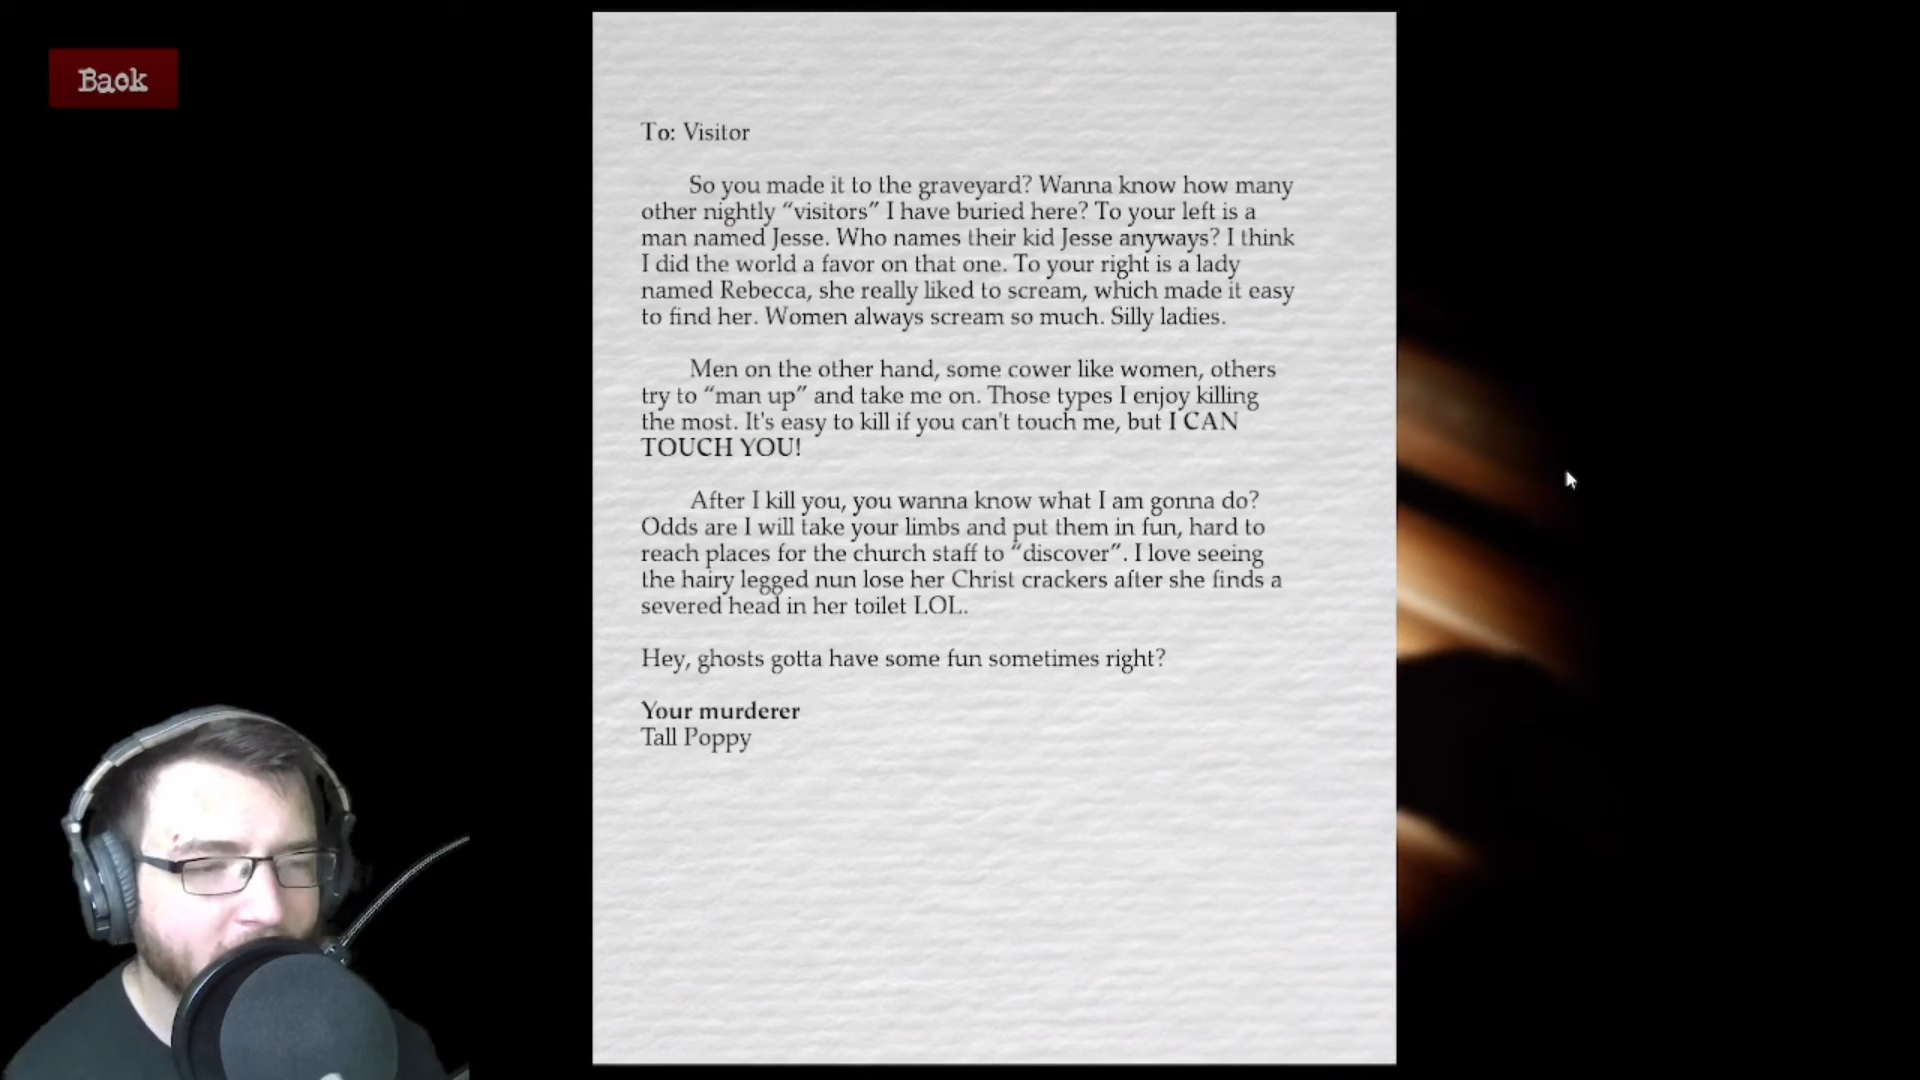 Back
To: Visitor
So you made it to the graveyard? Wanna know how many
other nightly “visitors” I have buried here? To your left is a
man named Jesse. Who names their kid Jesse anyways? I think
I did the world a favor on that one. To your right is a lady
named Rebecca, she really liked to scream, which made it easy
to find her. Women always scream so much. Silly ladies.
Men on the other hand, some cower like women, others
try to “man up” and take me on. Those types I enjoy killing
the most. It's easy to kill if you can't touch me, but I CAN
TOUCH YOU!
After I kill you, you wanna know what I am gonna do?
Odds are I will take your limbs and put them in fun, hard to
reach places for the church staff to “discover”. I love seeing
the hairy legged nun lose her Christ crackers after she finds a
severed head in her toilet LOL.
Hey, ghosts gotta have some fun sometimes right?
Your murderer
Tall Poppy